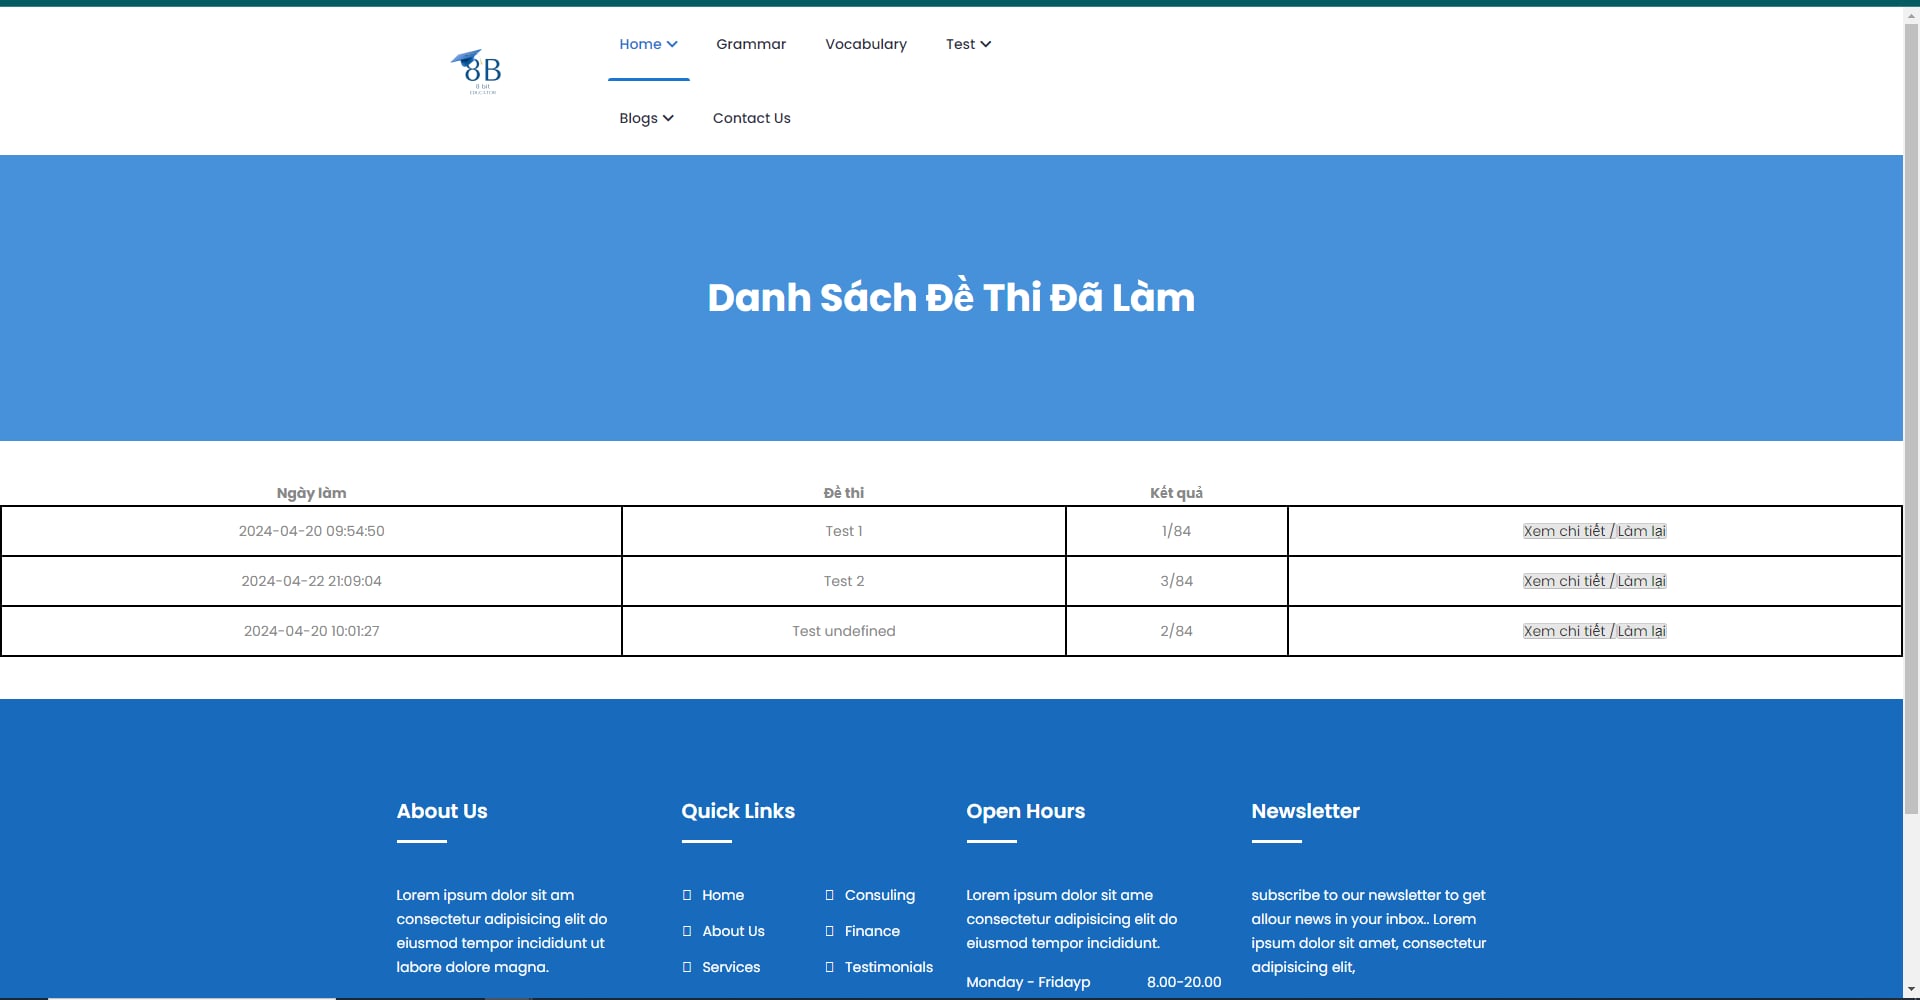 8B
8 bit
EDUCATOR
Home
Grammar
Vocabulary
Test
Blogs
Contact Us
Danh Sách Đề Thi Đã Làm
Ngày làm Đề thi Kết quả
2024-04-20 09:54:50 Test 1 1/84 Xem chi tiết / Làm lại
2024-04-22 21:09:04 Test 2 3/84 Xem chi tiết / Làm lại
2024-04-20 10:01:27 Test undefined 2/84 Xem chi tiết / Làm lại
About Us
Lorem ipsum dolor sit am
consectetur adipisicing elit do
eiusmod tempor incididunt ut
labore dolore magna.
Quick Links
Home
About Us
Services
Consuling
Finance
Testimonials
Open Hours
Lorem ipsum dolor sit ame
consectetur adipisicing elit do
eiusmod tempor incididunt.
Monday - Fridayp 8.00-20.00
Newsletter
subscribe to our newsletter to get
allour news in your inbox.. Lorem
ipsum dolor sit amet, consectetur
adipisicing elit,